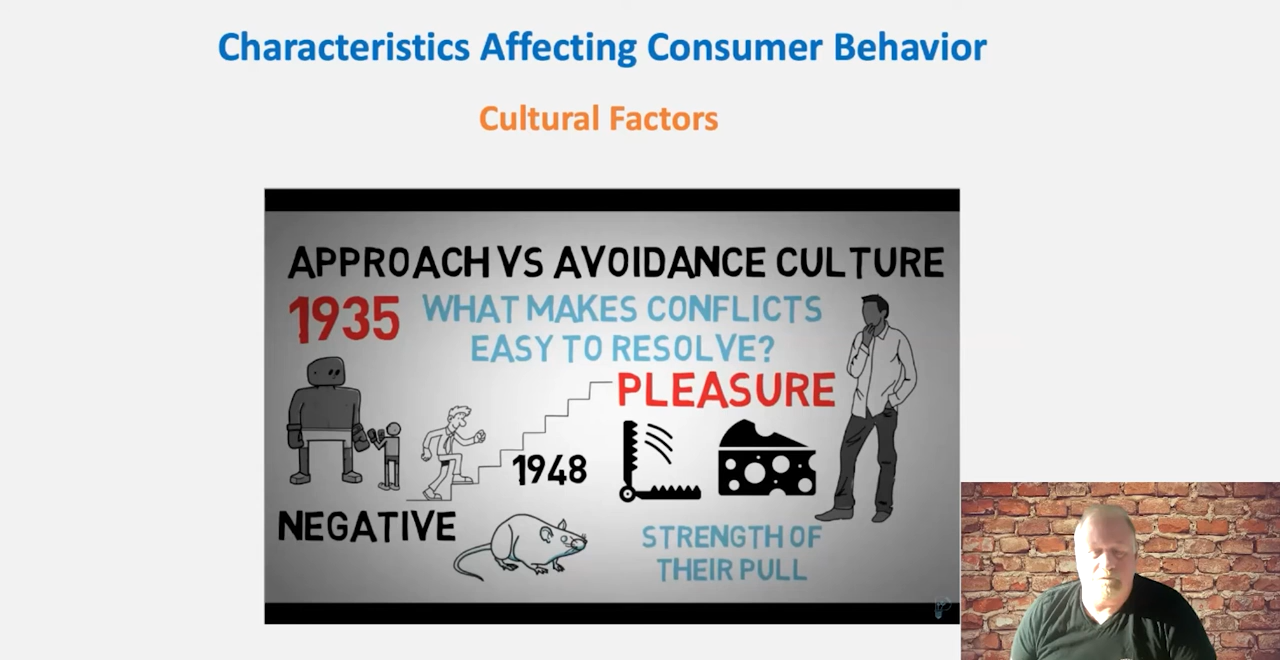 Characteristics Affecting Consumer Behavior
Cultural Factors
APPROACH VS AVOIDANCE CULTURE
1935
WHAT MAKES CONFLICTS
EASY TO RESOLVE?
PLEASURE
1948
NEGATIVE
STRENGTH OF
THEIR PULL